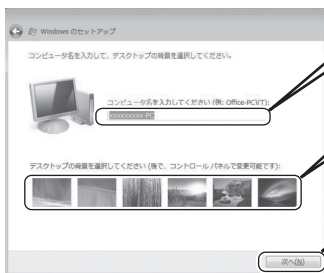 Windows のセットアップ
コンピュータ名を入力して、デスクトップの背景を選択してください。
コンピュータ名を入力してください (例: Office-PC)(T):
xxxxxxxxx-PC
デスクトップの背景を選択してください (後で、コントロール パネルで変更可能です):
次へ(N)